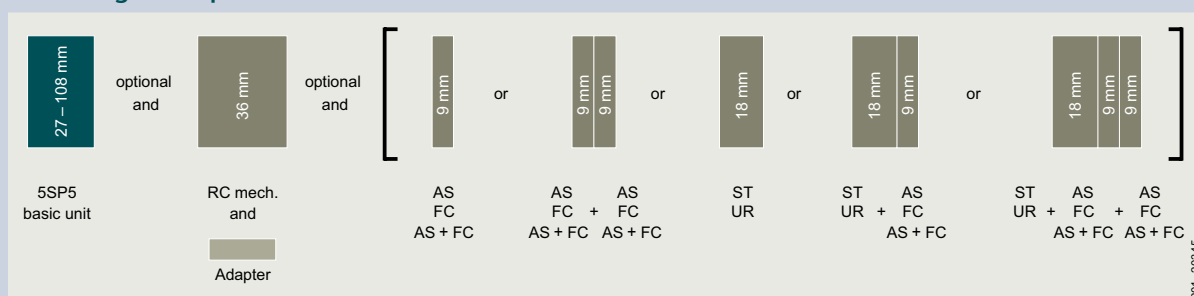 27 – 108 mm
optional
and
36 mm
optional
and
9 mm
or
9 mm
9 mm
or
18 mm
or
18 mm
9 mm
or
18 mm
9 mm
9 mm
5SP5
basic unit
RC mech.
and
Adapter
AS
FC
AS + FC
AS AS
FC + FC
AS + FC AS + FC
ST
UR
ST AS
UR + FC
AS + FC
ST AS AS
UR + FC + FC
AS + FC AS + FC